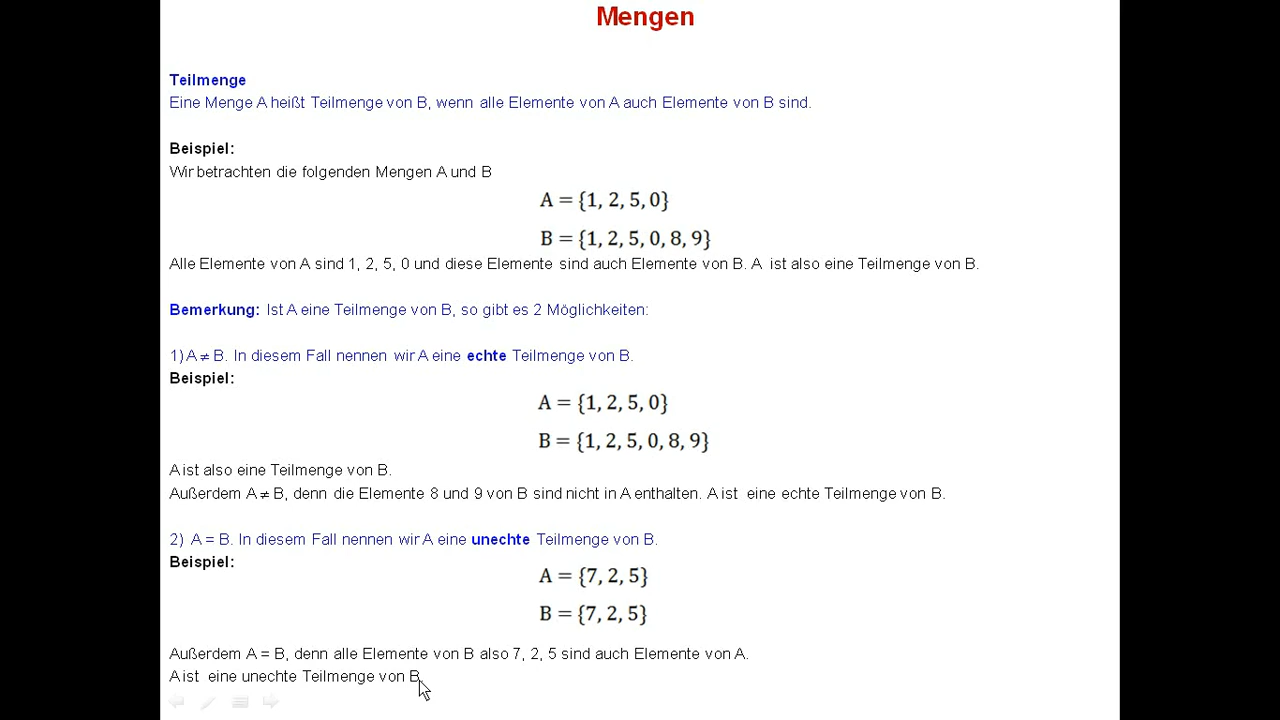 Mengen
Teilmenge
Eine Menge A heißt Teilmenge von B, wenn alle Elemente von A auch Elemente von B sind.
Beispiel:
Wir betrachten die folgenden Mengen A und B
A = {1, 2, 5, 0}
B = {1, 2, 5, 0, 8, 9}
Alle Elemente von A sind 1, 2, 5, 0 und diese Elemente sind auch Elemente von B. A ist also eine Teilmenge von B.
Bemerkung: Ist A eine Teilmenge von B, so gibt es 2 Möglichkeiten:
1) A ≠ B. In diesem Fall nennen wir A eine echte Teilmenge von B.
Beispiel:
A = {1, 2, 5, 0}
B = {1, 2, 5, 0, 8, 9}
A ist also eine Teilmenge von B.
Außerdem A ≠ B, denn die Elemente 8 und 9 von B sind nicht in A enthalten. A ist eine echte Teilmenge von B.
2) A = B. In diesem Fall nennen wir A eine unechte Teilmenge von B.
Beispiel:
A = {7, 2, 5}
B = {7, 2, 5}
Außerdem A = B, denn alle Elemente von B also 7, 2, 5 sind auch Elemente von A.
A ist eine unechte Teilmenge von B